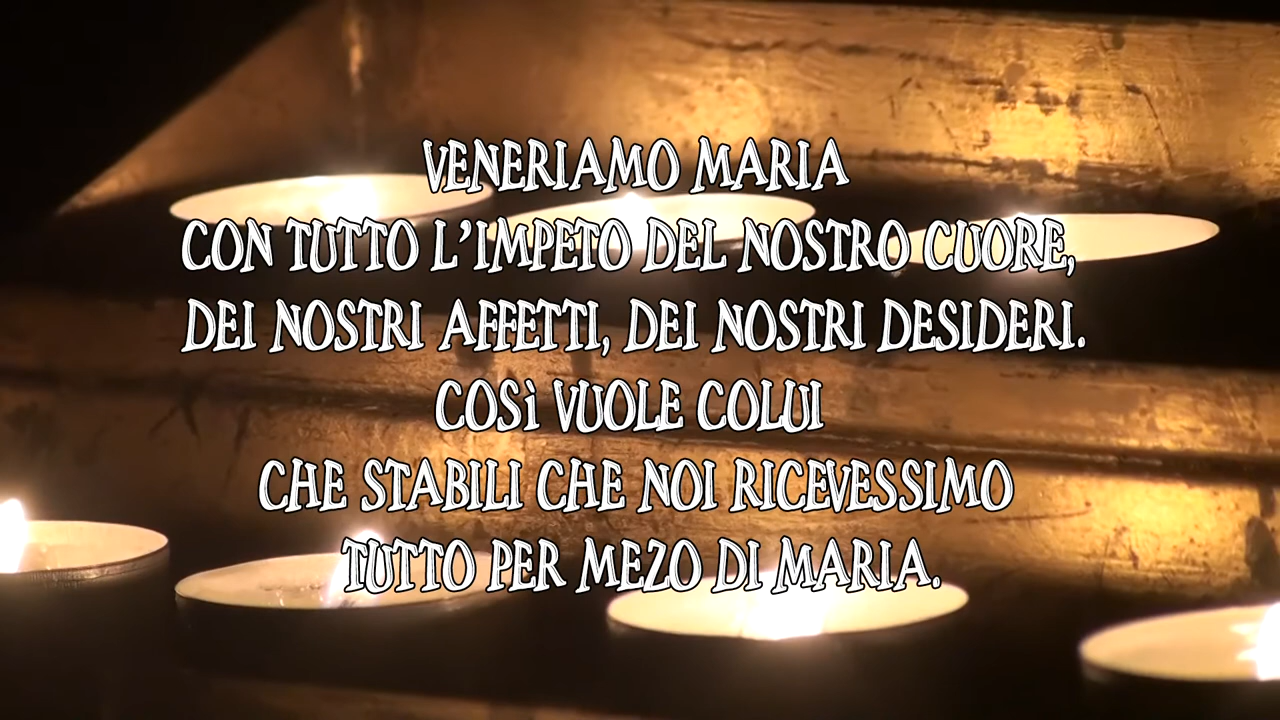 VENERIAMO MARIA
CON TUTTO L'IMPETO DEL NOSTRO CUORE,
DEI NOSTRI AFFETTI, DEI NOSTRI DESIDERI.
COSì VUOLE COLUI
CHE STABILI CHE NOI RICEVESSIMO
TUTTO PER MEZO DI MARIA.